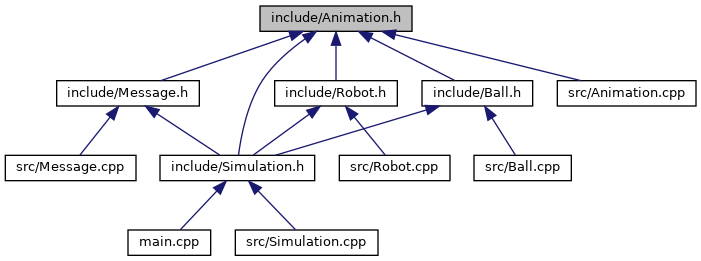 include/Animation.h
include/Message.h
include/Robot.h
include/Ball.h
src/Animation.cpp
src/Message.cpp
include/Simulation.h
src/Robot.cpp
src/Ball.cpp
main.cpp
src/Simulation.cpp